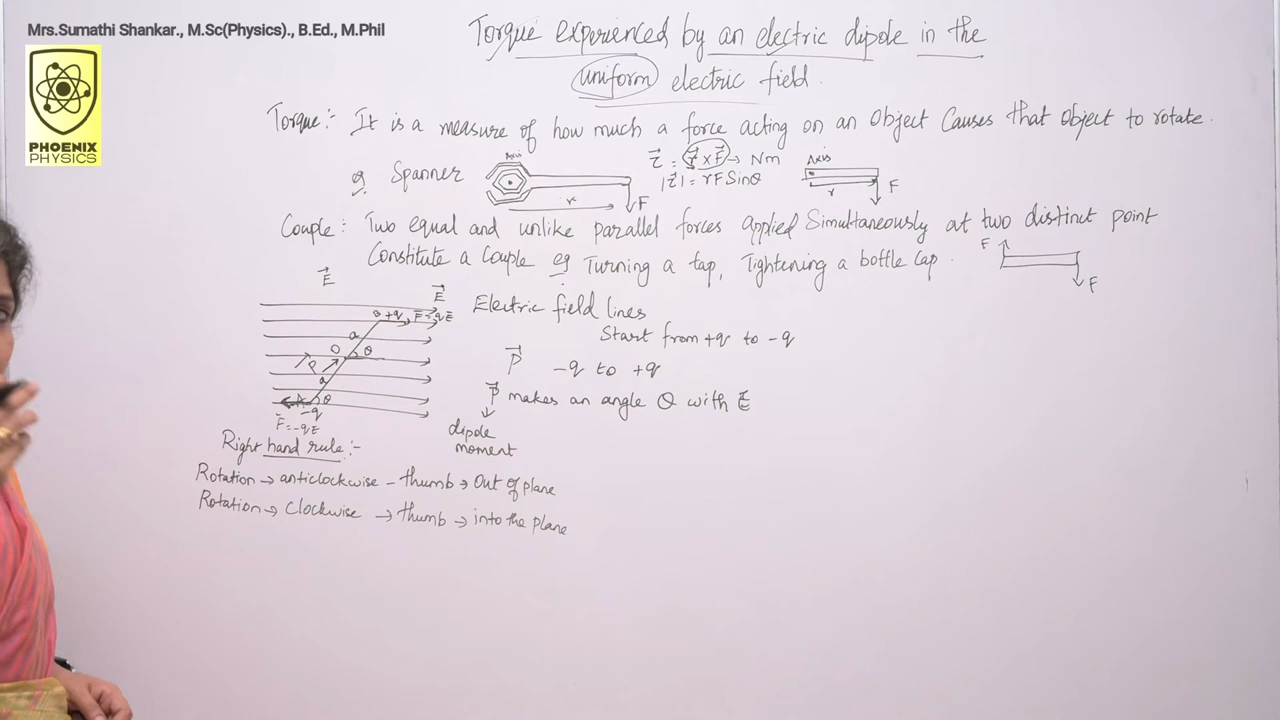 Mrs.Sumathi Shankar., M.Sc(Physics)., B.Ed., M.Phil
PHOENIX
PHYSICS
Torque experienced by an electric dipole in the
uniform electric field.
Torque:- It is a measure of how much a force acting on an Object Causes that object to rotate.
eg Spanner
Axis
r
F
τ⃗ = r⃗ x F⃗ → Nm
|τ⃗| = rF Sinθ
Axis
r
F
Couple: Two equal and unlike parallel forces applied Simultaneously at two distinct point
Constitute a Couple eg Turning a tap, Tightening a bottle cap.
F
F
E⃗
E⃗
B +q F⃗=qE
a
O θ
P
a
A θ
-q
F⃗=-qE
Electric field lines
Start from +q to -q
P⃗ -q to +q
P⃗ makes an angle θ with E⃗
dipole
moment
Right hand rule:-
Rotation → anticlockwise - thumb → Out of plane
Rotation → Clockwise → thumb → into the plane